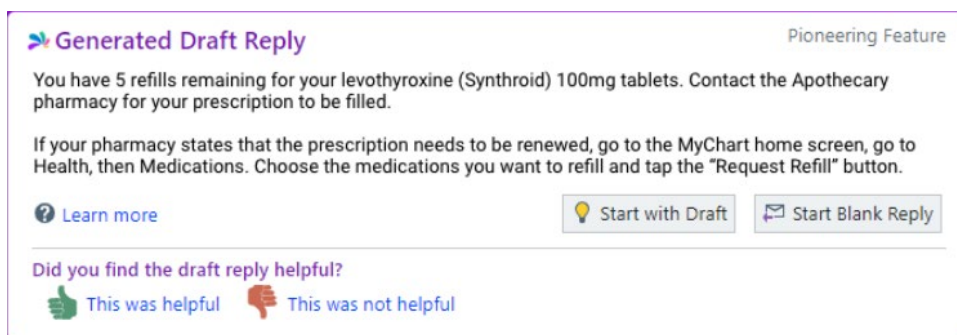 Generated Draft Reply
Pioneering Feature
You have 5 refills remaining for your levothyroxine (Synthroid) 100mg tablets. Contact the Apothecary
pharmacy for your prescription to be filled.
If your pharmacy states that the prescription needs to be renewed, go to the MyChart home screen, go to
Health, then Medications. Choose the medications you want to refill and tap the “Request Refill” button.
Learn more
Start with Draft
Start Blank Reply
Did you find the draft reply helpful?
This was helpful
This was not helpful